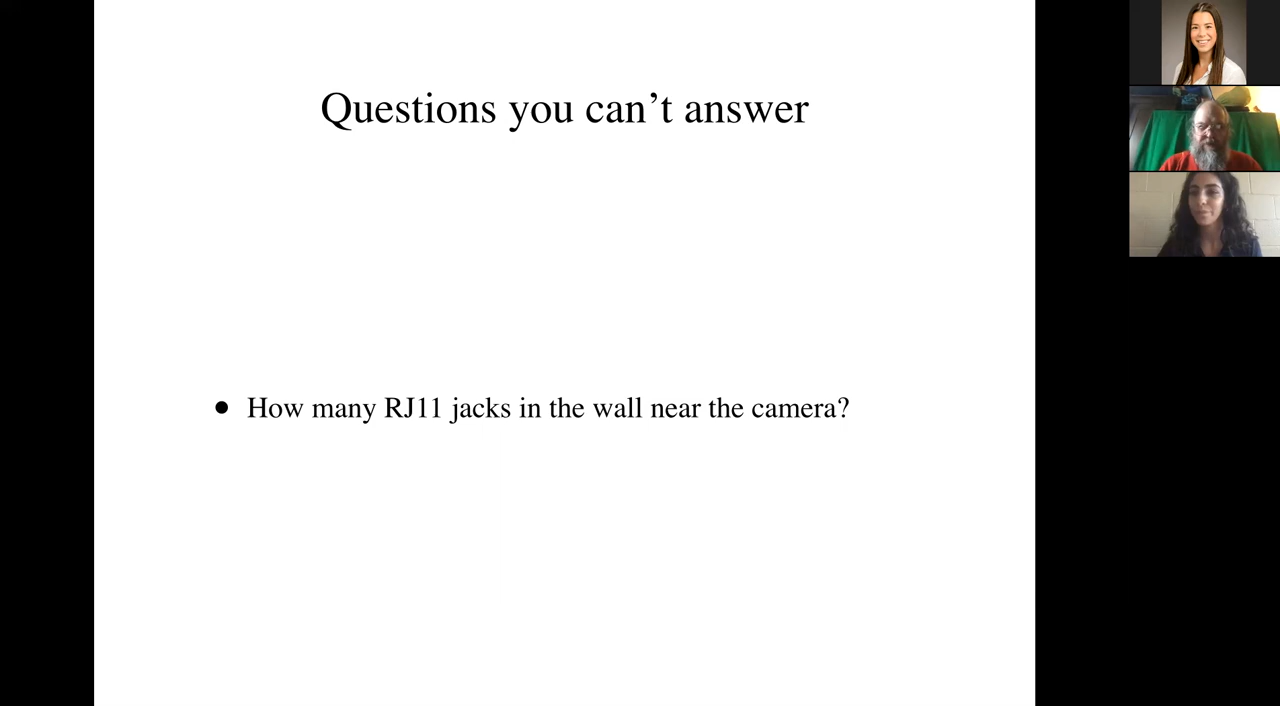 Questions you can’t answer
● How many RJ11 jacks in the wall near the camera?